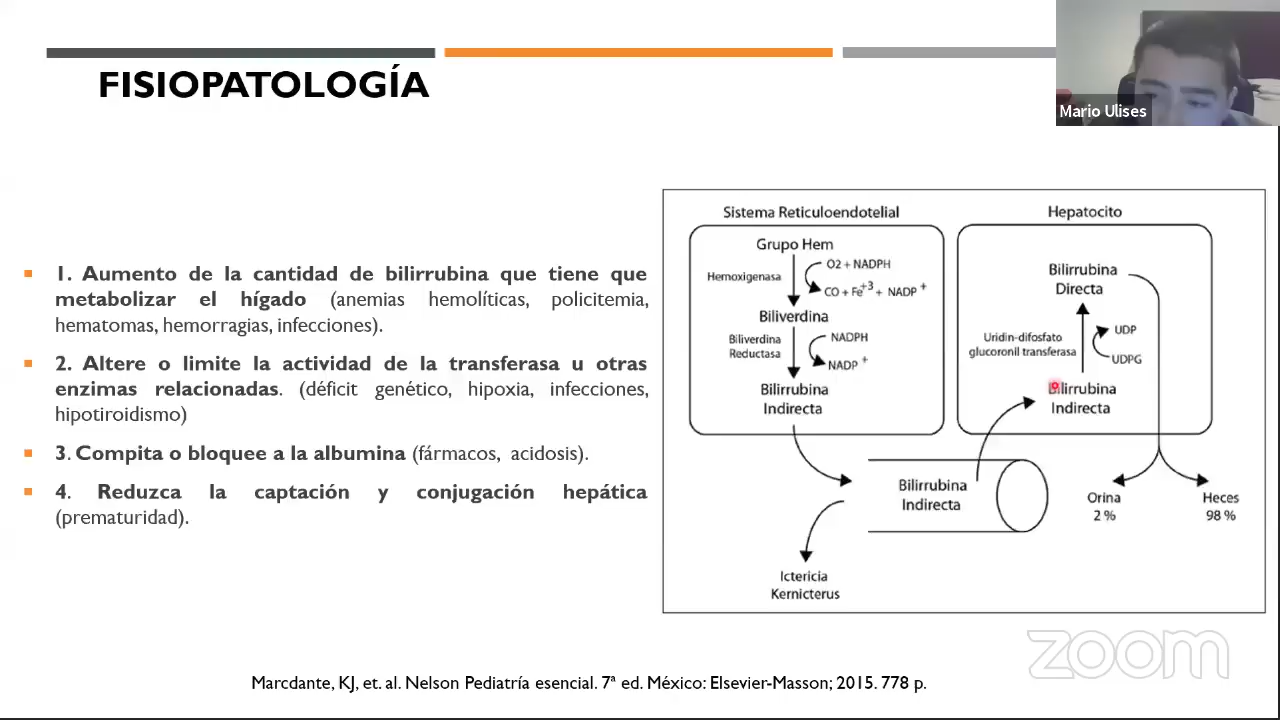 FISIOPATOLOGÍA
Mario Ulises
1. Aumento de la cantidad de bilirrubina que tiene que
metabolizar el hígado (anemias hemolíticas, policitemia,
hematomas, hemorragias, infecciones).
2. Altere o limite la actividad de la transferasa u otras
enzimas relacionadas. (déficit genético, hipoxia, infecciones,
hipotiroidismo)
3. Compita o bloquee a la albumina (fármacos, acidosis).
4. Reduzca la captación y conjugación hepática
(prematuridad).
Sistema Reticuloendotelial
Grupo Hem
Hemoxigenasa
O2 + NADPH
CO + Fe+3 + NADP +
Biliverdina
Biliverdina
Reductasa
NADPH
NADP +
Bilirrubina
Indirecta
Hepatocito
Bilirrubina
Directa
Uridin-difosfato
glucoronil transferasa
UDP
UDPG
Bilirrubina
Indirecta
Bilirrubina
Indirecta
Orina
2 %
Heces
98 %
Ictericia
Kernicterus
zoom
Marcdante, KJ, et. al. Nelson Pediatría esencial. 7ª ed. México: Elsevier-Masson; 2015. 778 p.